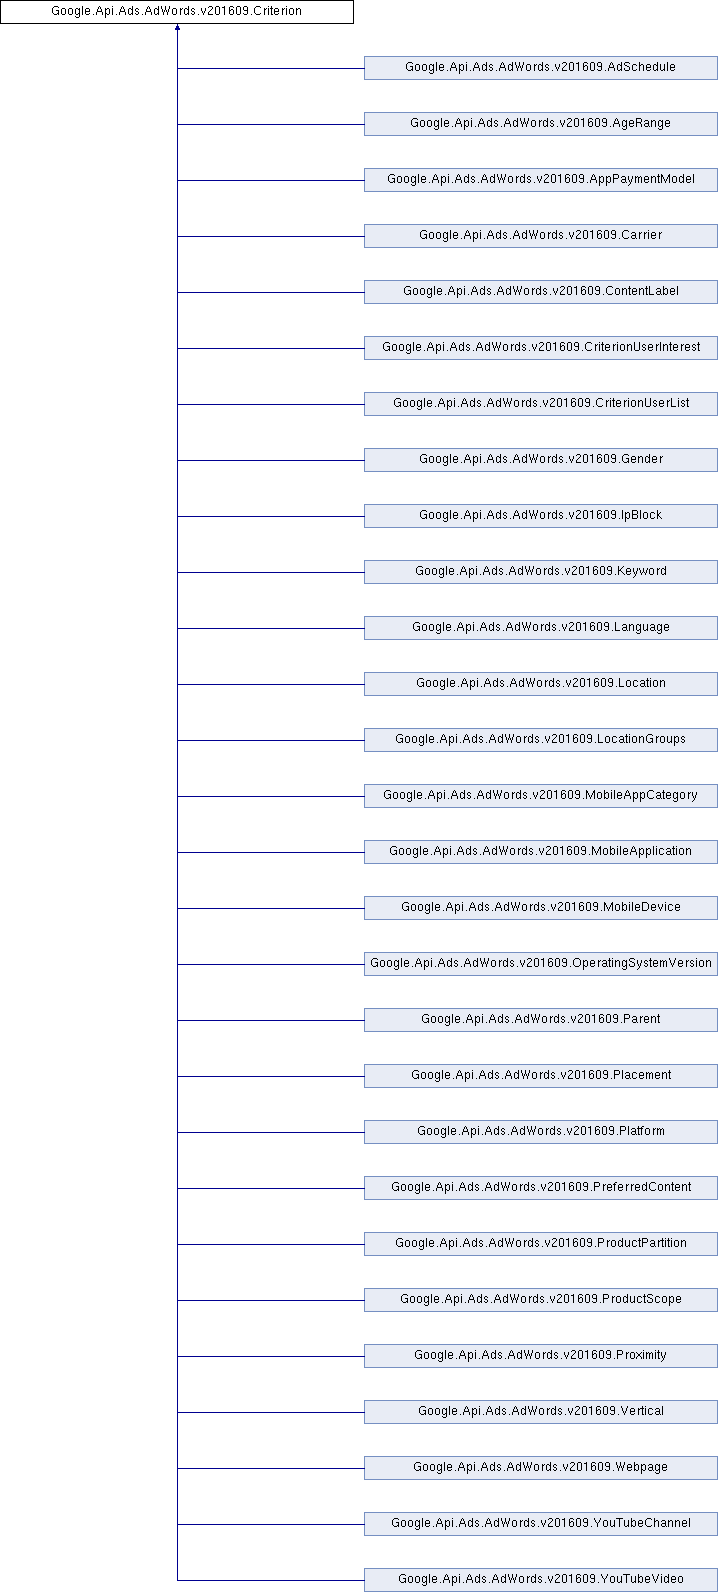 Google.Api.Ads.AdWords.v201609.Criterion
Google.Api.Ads.AdWords.v201609.AdSchedule
Google.Api.Ads.AdWords.v201609.AgeRange
Google.Api.Ads.AdWords.v201609.AppPaymentModel
Google.Api.Ads.AdWords.v201609.Carrier
Google.Api.Ads.AdWords.v201609.ContentLabel
Google.Api.Ads.AdWords.v201609.CriterionUserInterest
Google.Api.Ads.AdWords.v201609.CriterionUserList
Google.Api.Ads.AdWords.v201609.Gender
Google.Api.Ads.AdWords.v201609.IpBlock
Google.Api.Ads.AdWords.v201609.Keyword
Google.Api.Ads.AdWords.v201609.Language
Google.Api.Ads.AdWords.v201609.Location
Google.Api.Ads.AdWords.v201609.LocationGroups
Google.Api.Ads.AdWords.v201609.MobileAppCategory
Google.Api.Ads.AdWords.v201609.MobileApplication
Google.Api.Ads.AdWords.v201609.MobileDevice
Google.Api.Ads.AdWords.v201609.OperatingSystemVersion
Google.Api.Ads.AdWords.v201609.Parent
Google.Api.Ads.AdWords.v201609.Placement
Google.Api.Ads.AdWords.v201609.Platform
Google.Api.Ads.AdWords.v201609.PreferredContent
Google.Api.Ads.AdWords.v201609.ProductPartition
Google.Api.Ads.AdWords.v201609.ProductScope
Google.Api.Ads.AdWords.v201609.Proximity
Google.Api.Ads.AdWords.v201609.Vertical
Google.Api.Ads.AdWords.v201609.Webpage
Google.Api.Ads.AdWords.v201609.YouTubeChannel
Google.Api.Ads.AdWords.v201609.YouTubeVideo